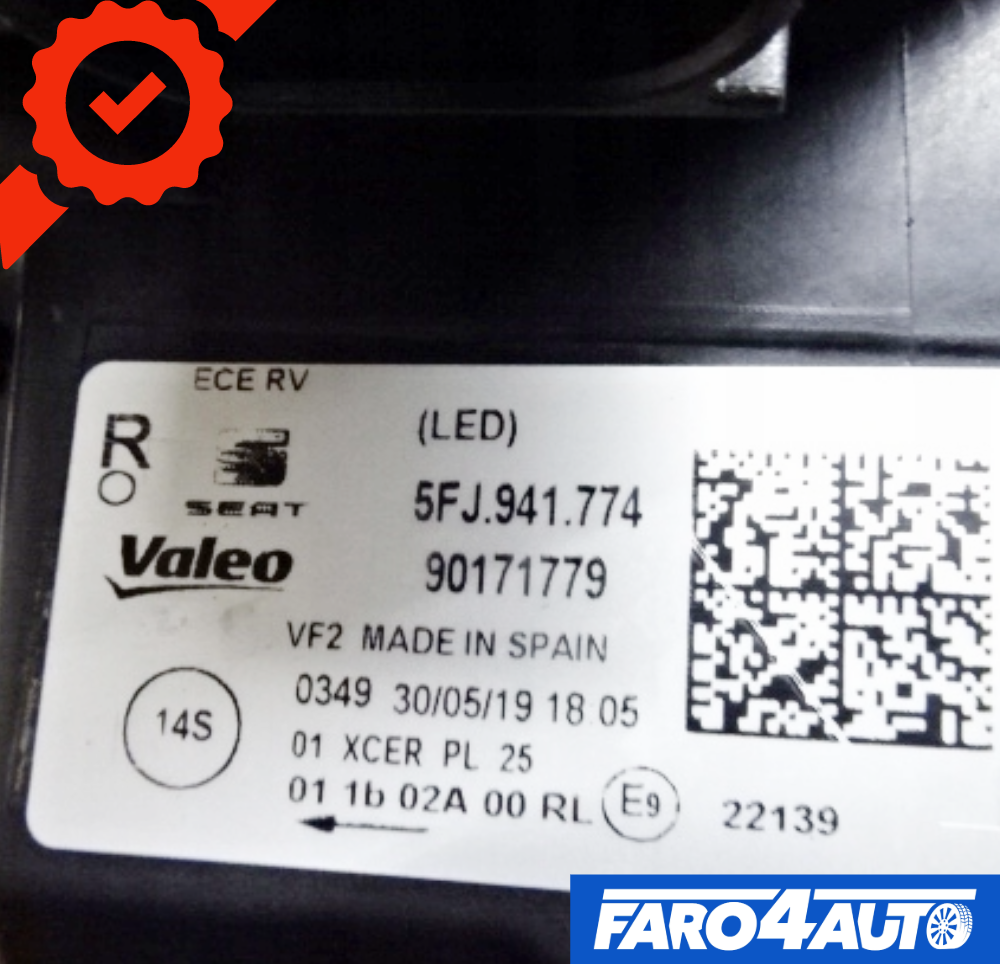 ECE RV
R
(LED)
SEAT
5FJ.941.774
Valeo
90171779
VF2 MADE IN SPAIN
14S
0349 30/05/19 18:05
01 XCER PL 25
01 1b 02A 00 RL E9 22139
FARO4AUTO